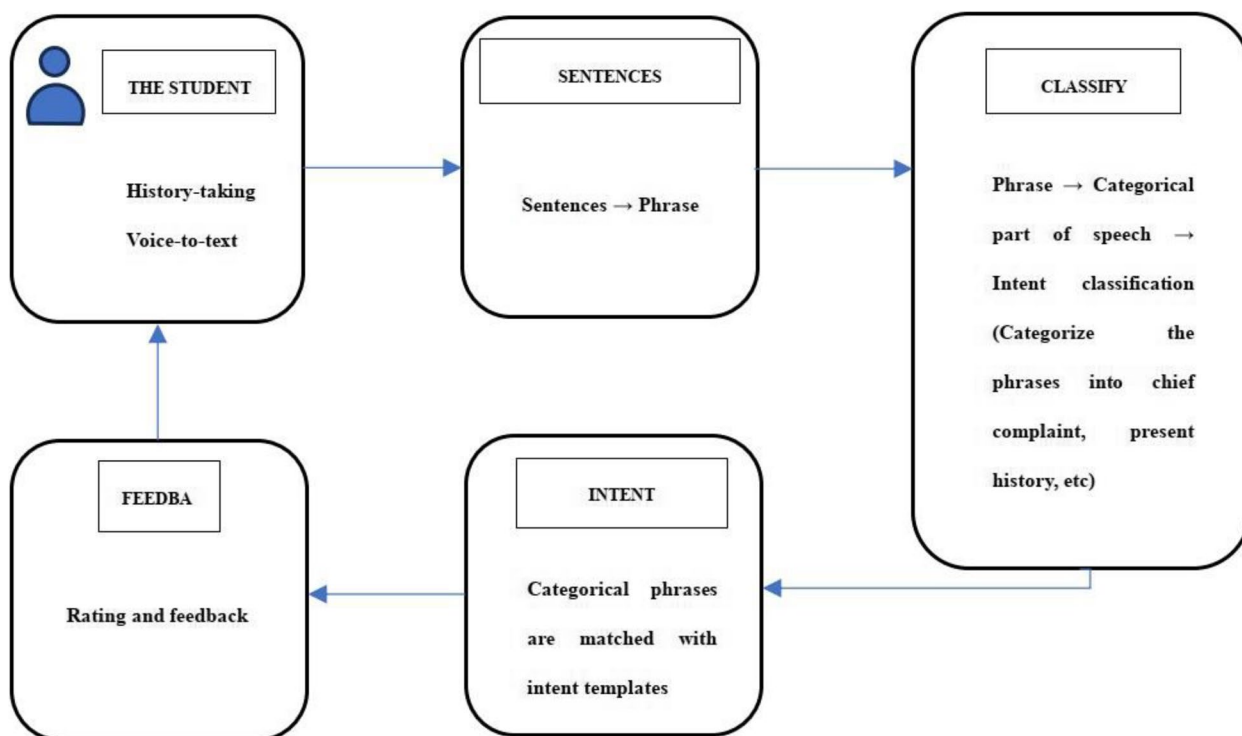 THE STUDENT
History-taking
Voice-to-text
SENTENCES
Sentences → Phrase
CLASSIFY
Phrase → Categorical
part of speech →
Intent classification
(Categorize the
phrases into chief
complaint, present
history, etc)
INTENT
Categorical phrases
are matched with
intent templates
FEEDBA
Rating and feedback